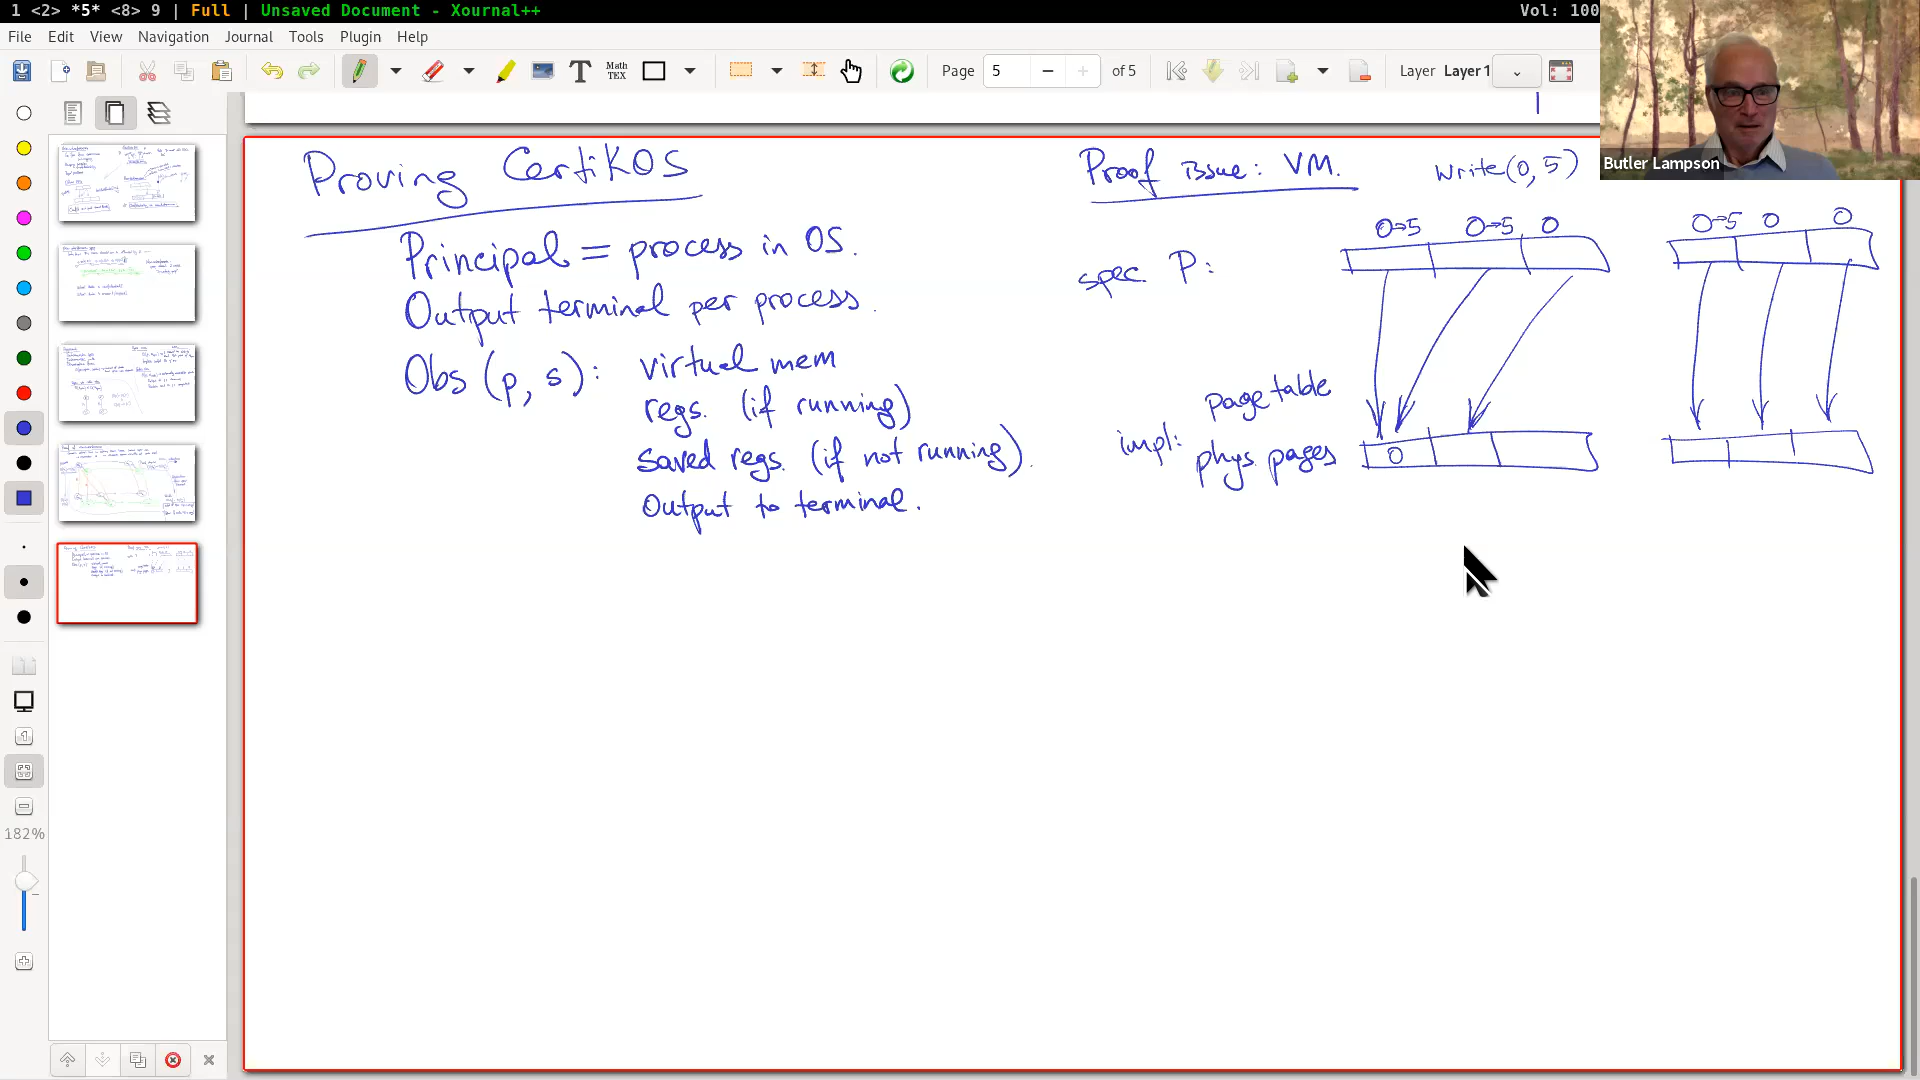 1 <2> *5* <8> 9 | Full | Unsaved Document - Xournal++
Vol: 100
File Edit View Navigation Journal Tools Plugin Help
Math TEX
Page 5 of 5
Layer Layer 1
Butler Lampson
Proving CertiKOS
Principal = process in OS.
Output terminal per process.
Obs (p, s): virtual mem
regs. (if running)
saved regs. (if not running).
Output to terminal.
Proof issue: VM.
write(0, 5)
0→5 0→5 0
0→5 0 0
spec P:
page table
impl: phys. pages
0
182%